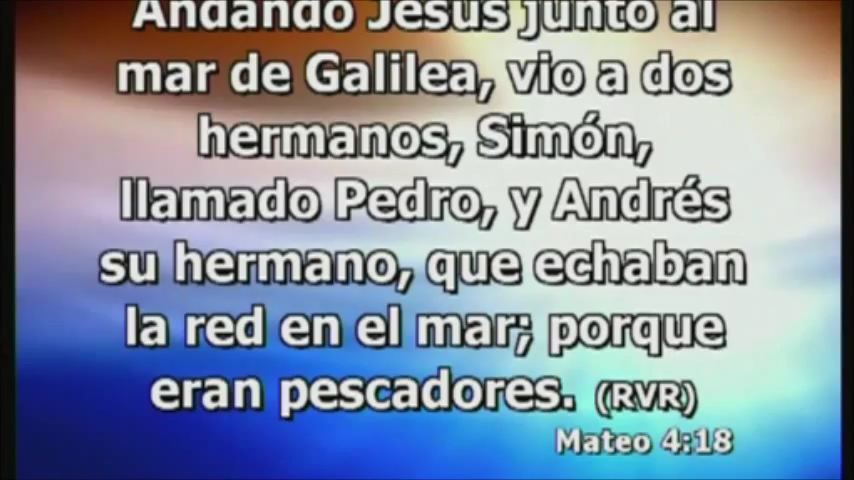 Andando Jesús junto al
mar de Galilea, vio a dos
hermanos, Simón,
llamado Pedro, y Andrés
su hermano, que echaban
la red en el mar; porque
eran pescadores. (RVR)
Mateo 4:18